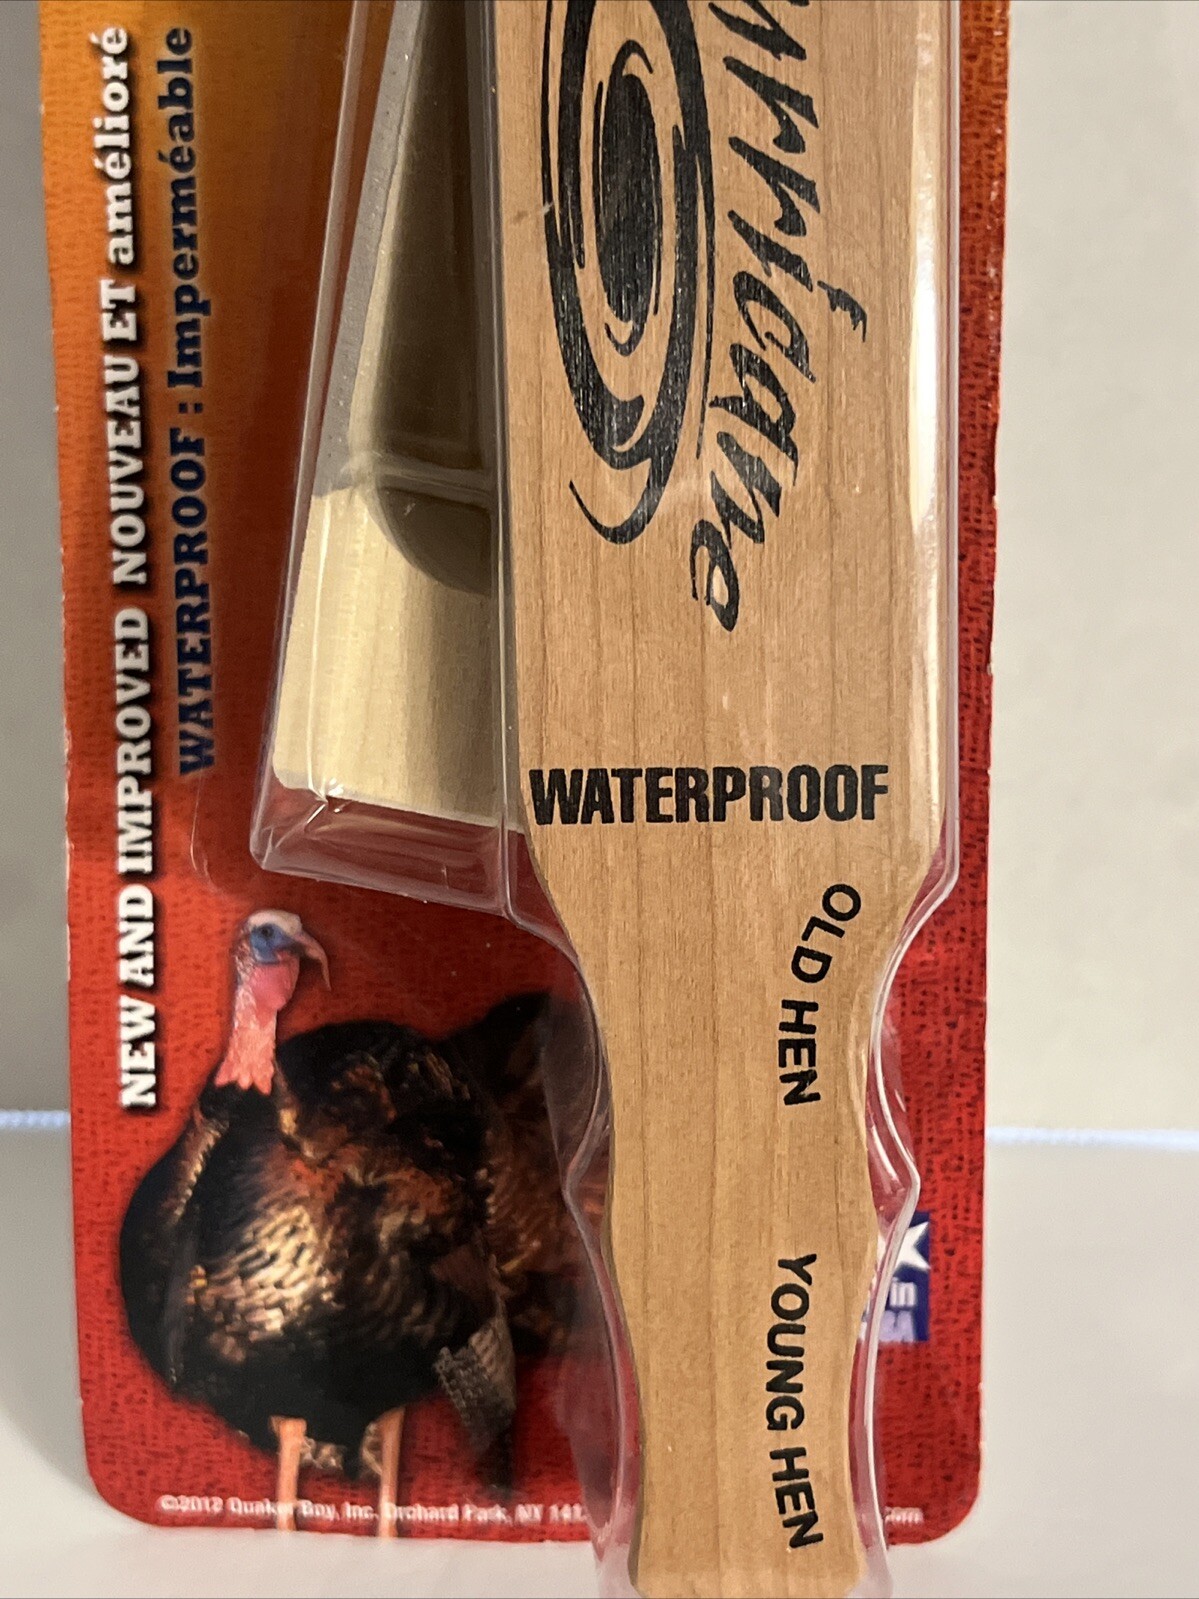 NEW AND IMPROVED NOUVEAU ET amélioré
WATERPROOF : Imperméable
WATERPROOF
OLD HEN
YOUNG HEN
in
©2012 Quaker Boy, Inc. Orchard Park, NY